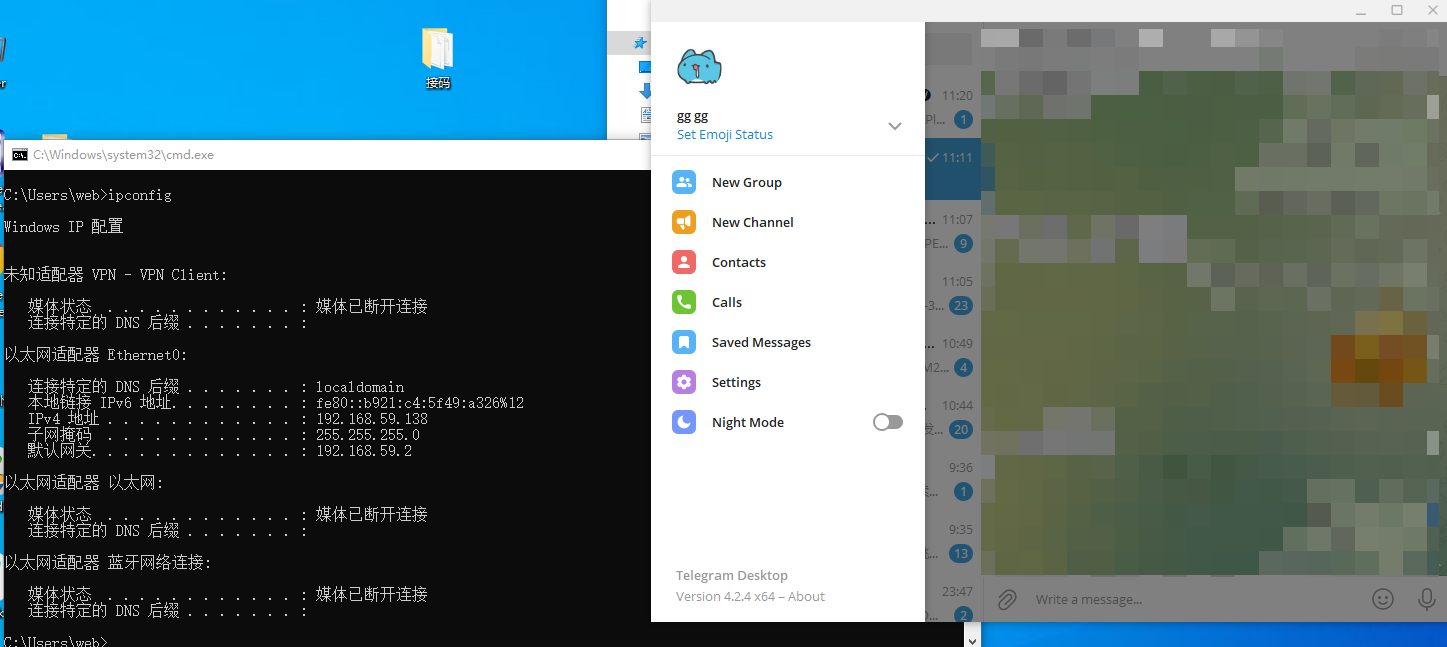 接码
C:\Windows\system32\cmd.exe
C:\Users\web>ipconfig
Windows IP 配置
未知适配器 VPN - VPN Client:
媒体状态 . . . . . . . . . . . . : 媒体已断开连接
连接特定的 DNS 后缀 . . . . . . . :
以太网适配器 Ethernet0:
连接特定的 DNS 后缀 . . . . . . . : localdomain
本地链接 IPv6 地址. . . . . . . . : fe80::b921:c4:5f49:a326%12
IPv4 地址 . . . . . . . . . . . . : 192.168.59.138
子网掩码 . . . . . . . . . . . . : 255.255.255.0
默认网关. . . . . . . . . . . . . : 192.168.59.2
以太网适配器 以太网:
媒体状态 . . . . . . . . . . . . : 媒体已断开连接
连接特定的 DNS 后缀 . . . . . . . :
以太网适配器 蓝牙网络连接:
媒体状态 . . . . . . . . . . . . : 媒体已断开连接
连接特定的 DNS 后缀 . . . . . . . :
C:\Users\web>
gg gg
Set Emoji Status
New Group
New Channel
Contacts
Calls
Saved Messages
Settings
Night Mode
Telegram Desktop
Version 4.2.4 x64 – About
11:20
1
11:11
11:07
9
11:05
23
10:49
4
10:44
20
9:36
1
9:35
13
23:47
2
Write a message...